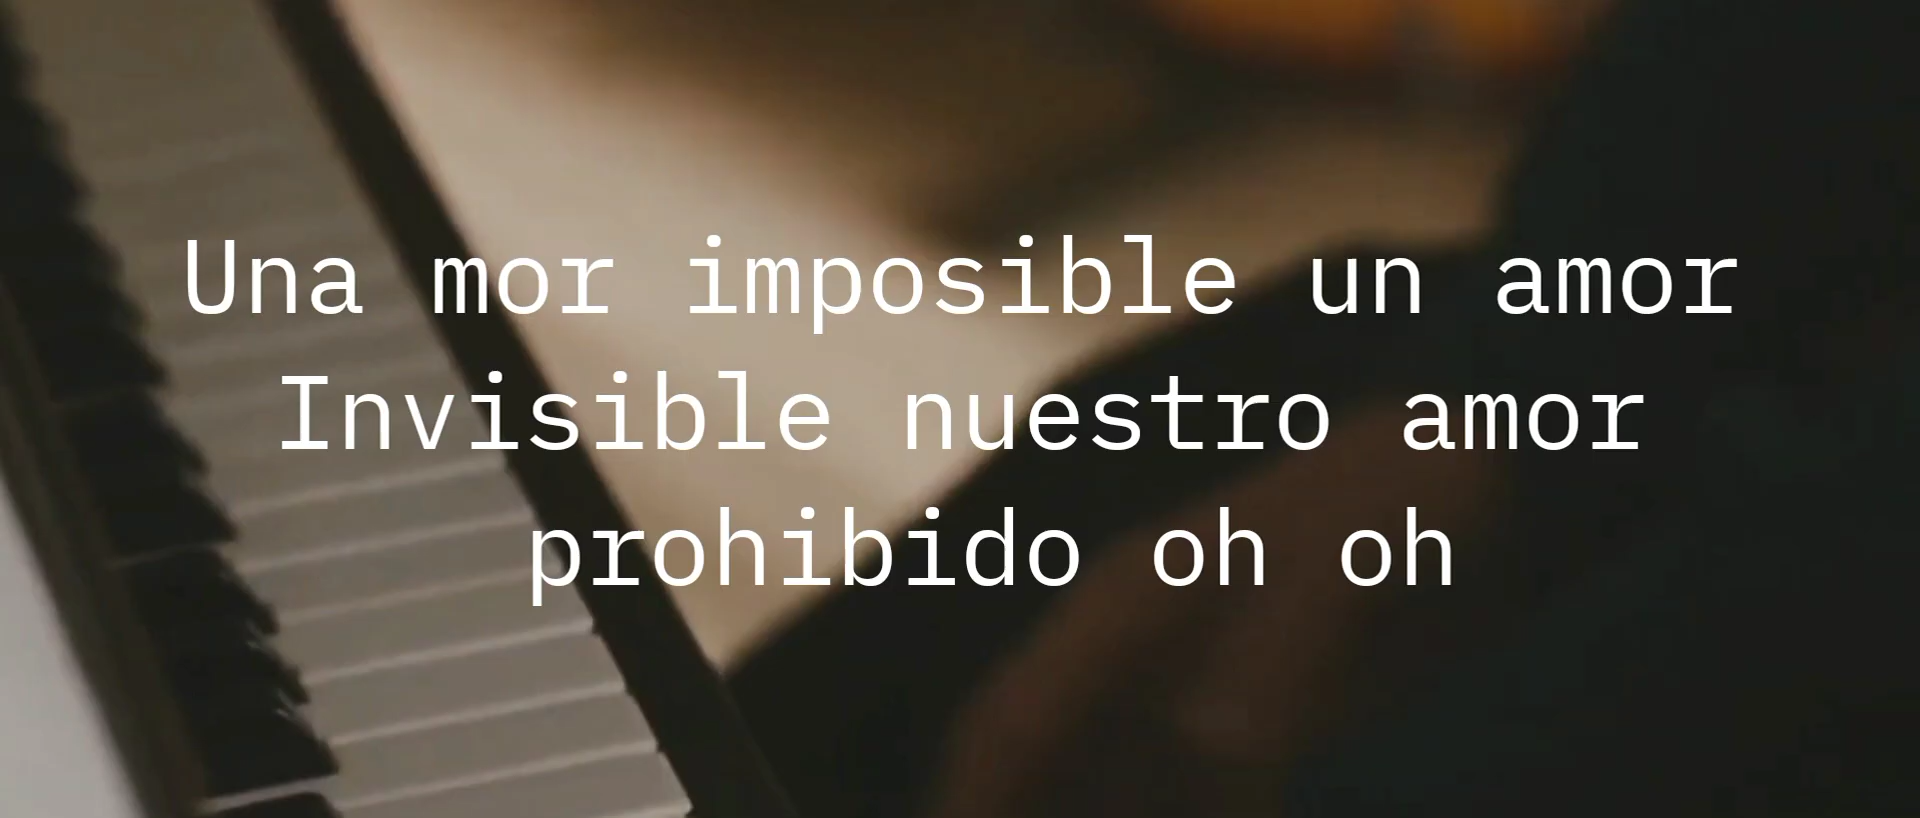 Una mor imposible un amor
Invisible nuestro amor
prohibido oh oh